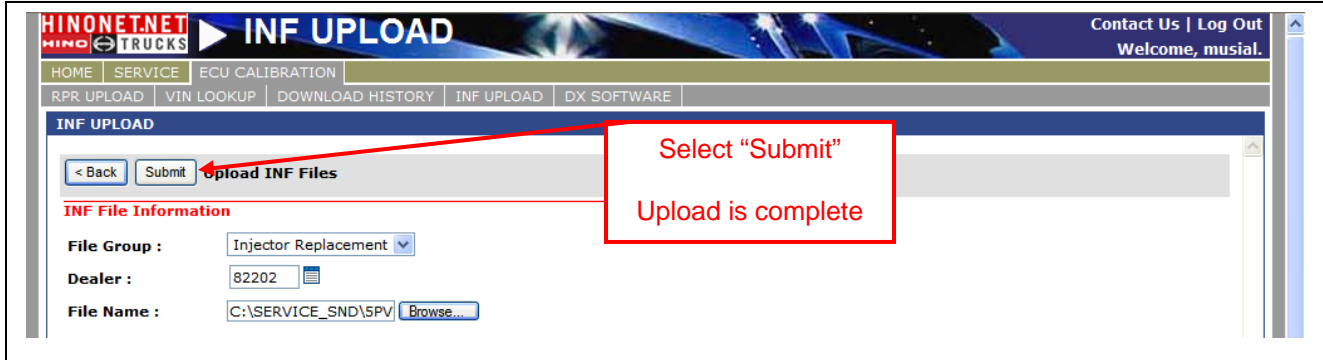 HINONET.NET
HINO TRUCKS
INF UPLOAD
Contact Us | Log Out
Welcome, musial.
HOME SERVICE ECU CALIBRATION
RPR UPLOAD VIN LOOKUP DOWNLOAD HISTORY INF UPLOAD DX SOFTWARE
INF UPLOAD
< Back Submit Upload INF Files
Select “Submit”
Upload is complete
INF File Information
File Group : Injector Replacement
Dealer : 82202
File Name : C:\SERVICE_SND\5PV Browse...